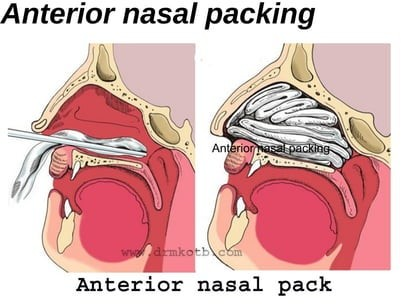 Anterior nasal packing
Anterior nasal packing
www.drmkotb.com
Anterior nasal pack